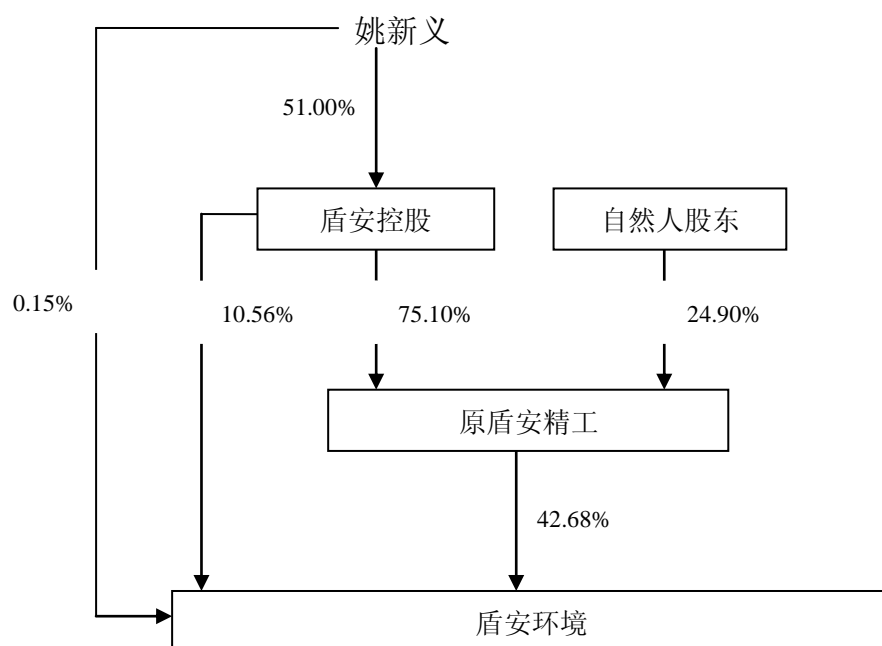 姚新义
51.00%
盾安控股
自然人股东
0.15%
10.56%
75.10%
24.90%
原盾安精工
42.68%
盾安环境